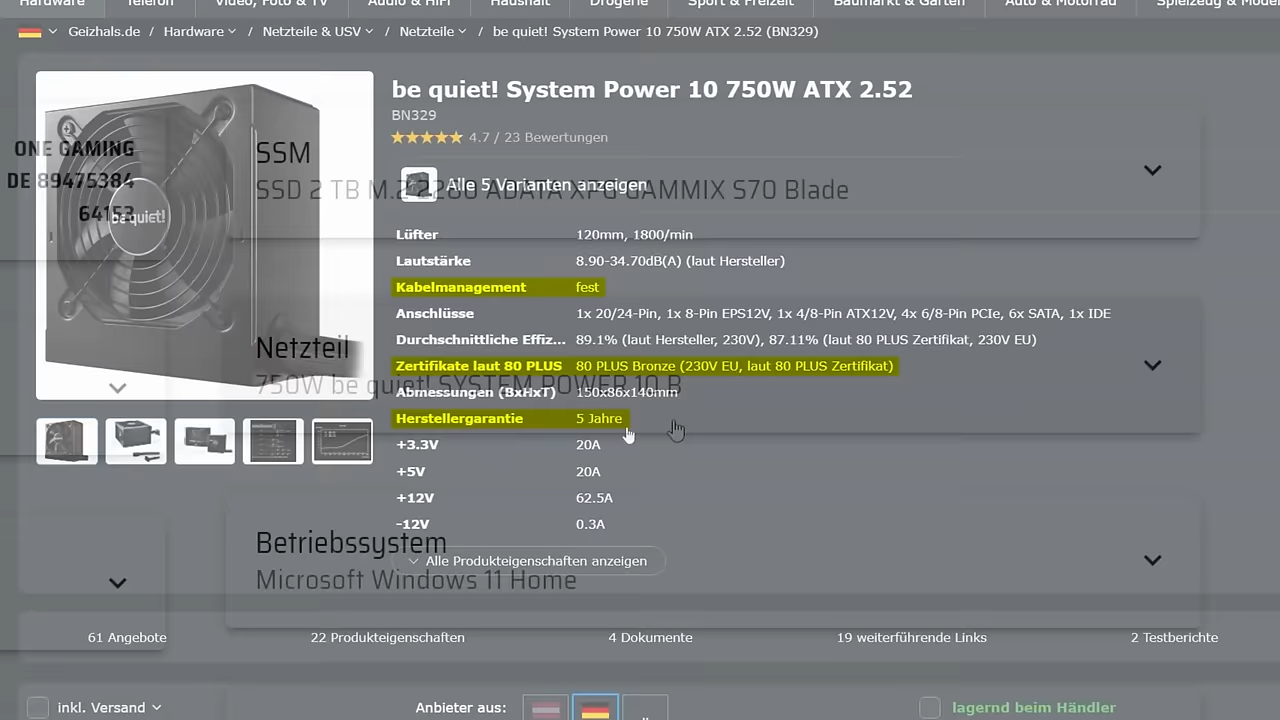 Hardware
Telefon
Video, Foto & TV
Audio & HiFi
Haushalt
Drogerie
Sport & Freizeit
Baumarkt & Garten
Auto & Motorrad
Geizhals.de / Hardware / Netzteile & USV / Netzteile / be quiet! System Power 10 750W ATX 2.52 (BN329)
be quiet! System Power 10 750W ATX 2.52
BN329
4.7 / 23 Bewertungen
ONE GAMING
DE 89475384
be quiet!
SSM
SSD 2 TB M.2 2280 ADATA XPG GAMMIX S70 Blade
Alle 5 Varianten anzeigen
Lüfter 120mm, 1800/min
Lautstärke 8.90-34.70dB(A) (laut Hersteller)
Kabelmanagement fest
Anschlüsse 1x 20/24-Pin, 1x 8-Pin EPS12V, 1x 4/8-Pin ATX12V, 4x 6/8-Pin PCIe, 6x SATA, 1x IDE
Durchschnittliche Effiz... 89.1% (laut Hersteller, 230V), 87.11% (laut 80 PLUS Zertifikat, 230V EU)
Netzteil
Zertifikate laut 80 PLUS 80 PLUS Bronze (230V EU, laut 80 PLUS Zertifikat)
750W be quiet! SYSTEM POWER 10 B
Abmessungen (BxHxT) 150x86x140mm
Herstellergarantie 5 Jahre
+3.3V 20A
+5V 20A
+12V 62.5A
-12V 0.3A
Betriebssystem
Microsoft Windows 11 Home
Alle Produkteigenschaften anzeigen
61 Angebote
22 Produkteigenschaften
4 Dokumente
19 weiterführende Links
2 Testberichte
inkl. Versand
Anbieter aus:
lagernd beim Händler